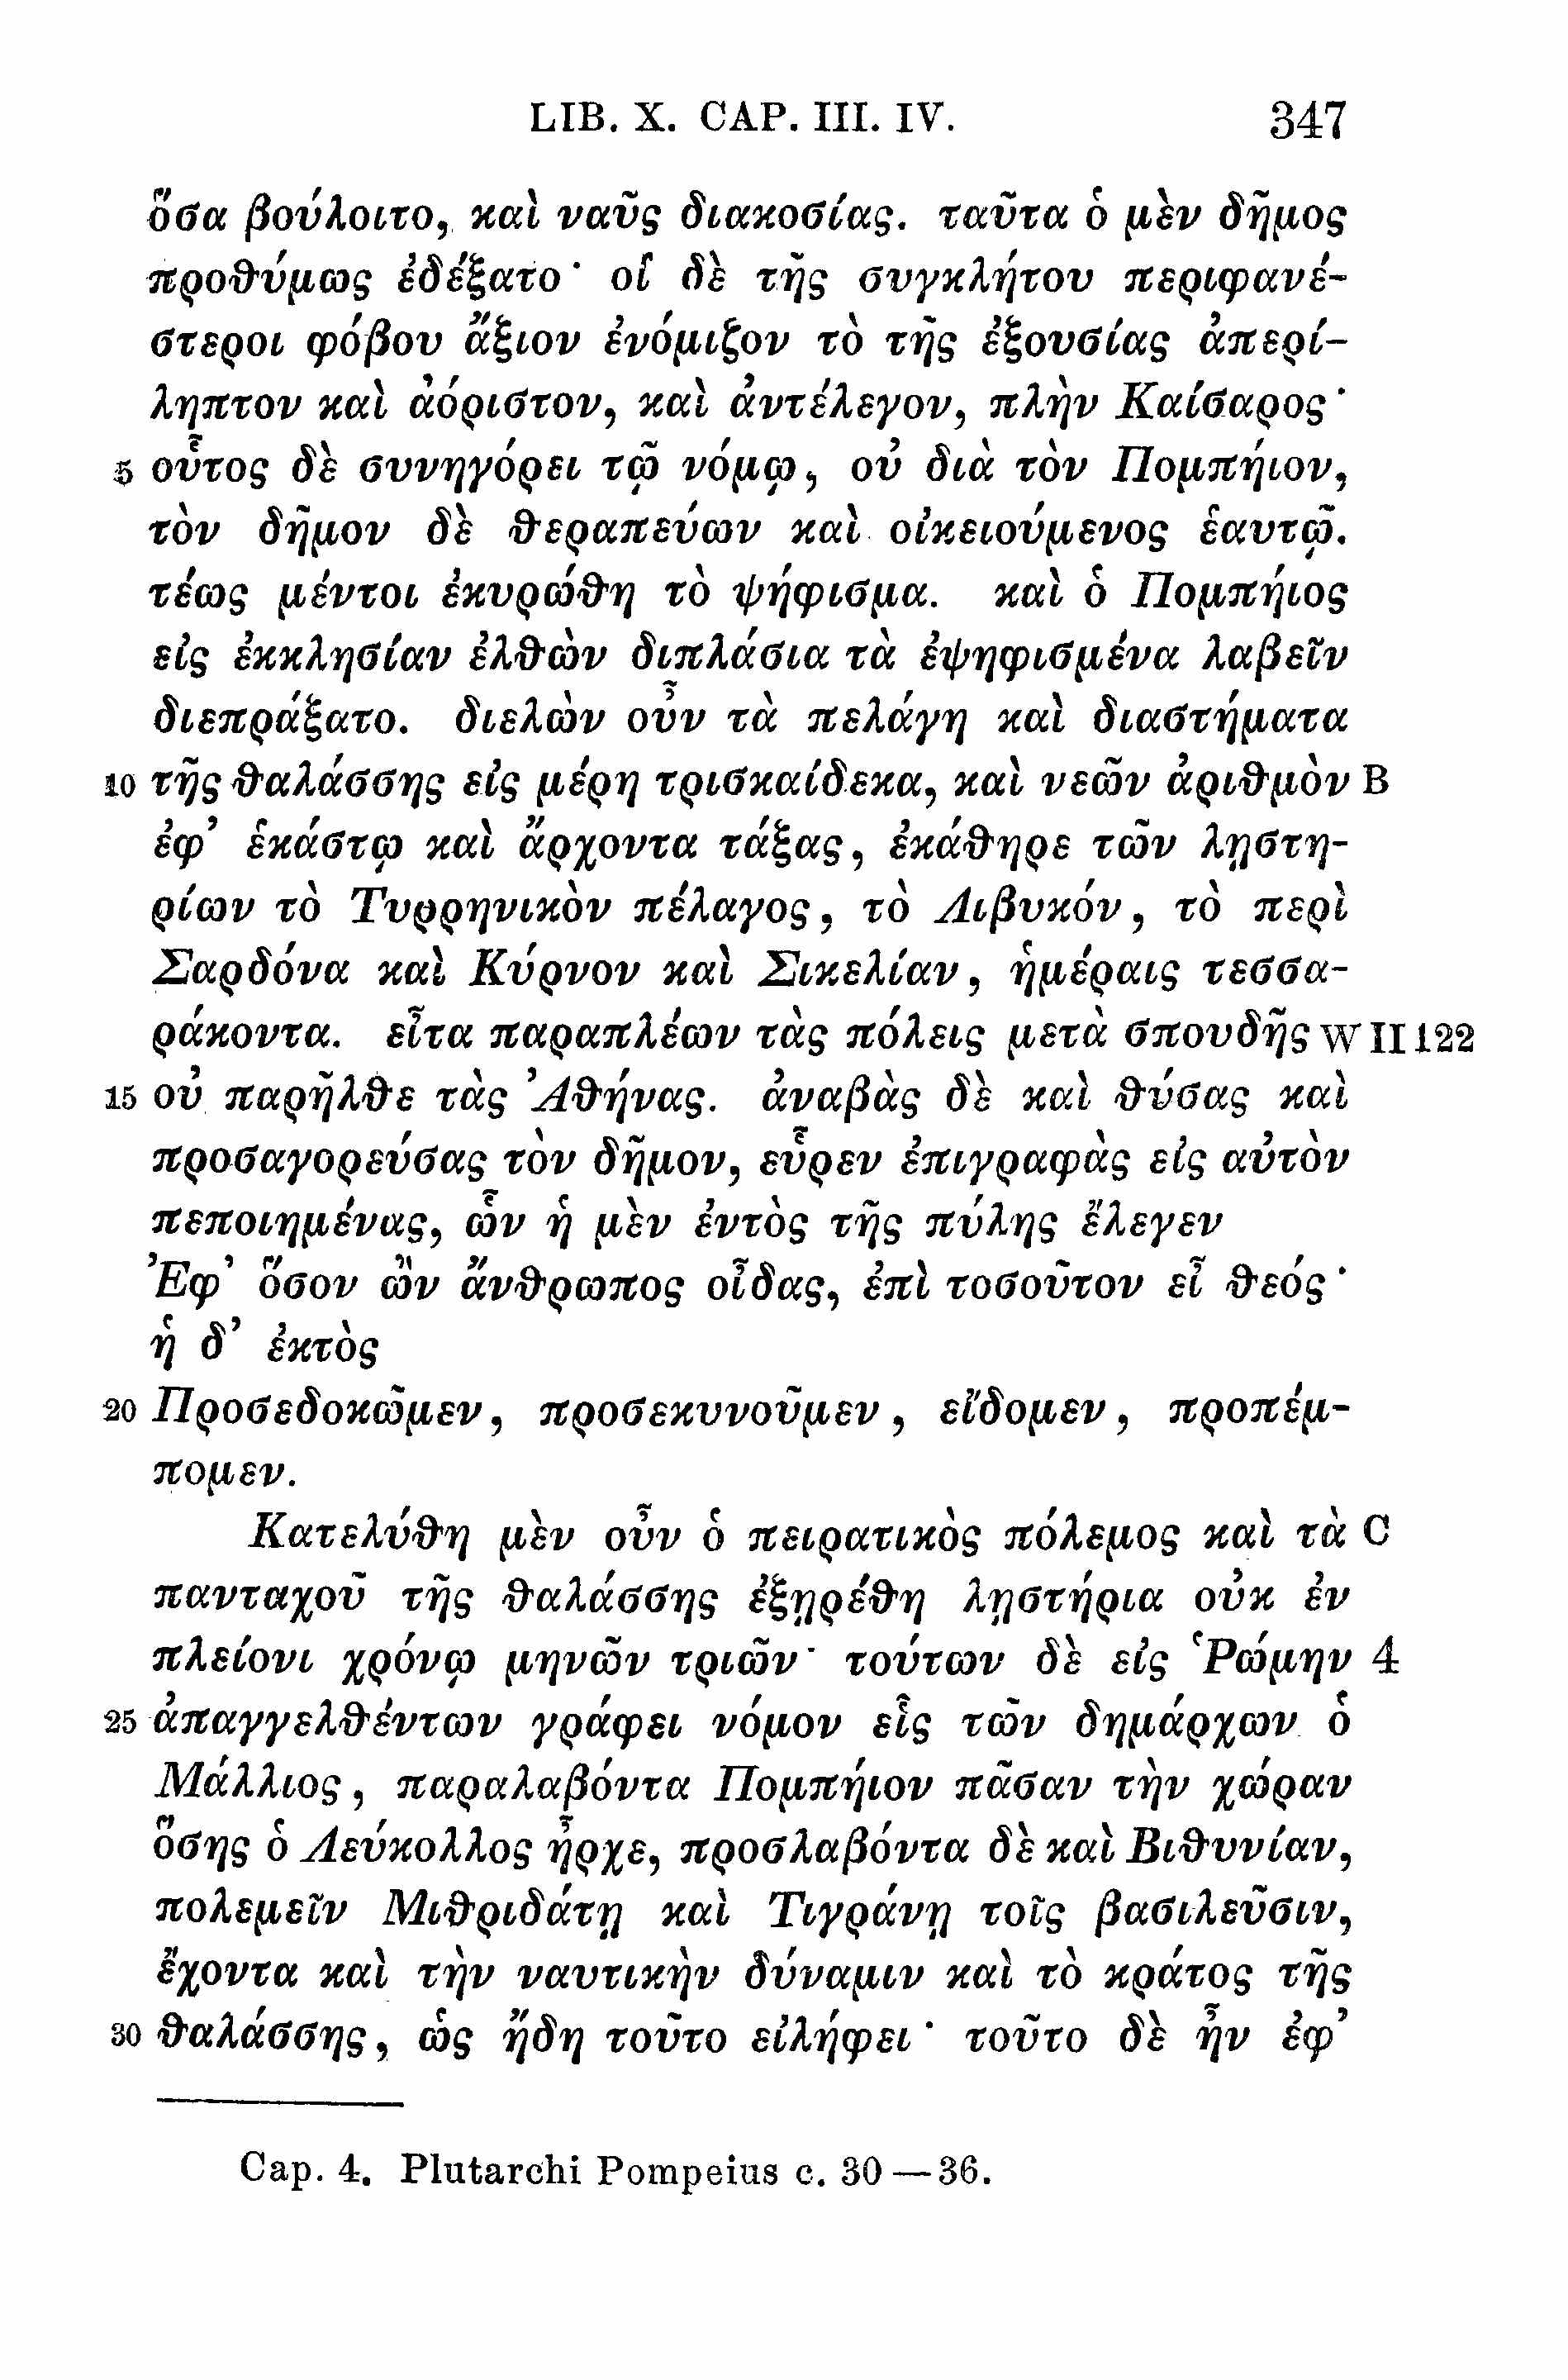 LIB. X. CAP. III. IV. 347
ὅσα βούλοιτο, καὶ ναῦς διακοσίας. ταῦτα ὁ μὲν δῆμος
προθύμως ἐδέξατο· οἱ δὲ τῆς συγκλήτου περιφανέ-
στεροι φόβου ἄξιον ἐνόμιζον τὸ τῆς ἐξουσίας ἀπερί-
ληπτον καὶ ἀόριστον, καὶ ἀντέλεγον, πλὴν Καίσαρος·
5 οὗτος δὲ συνηγόρει τῷ νόμῳ, οὐ διὰ τὸν Πομπήιον,
τὸν δῆμον δὲ θεραπεύων καὶ οἰκειούμενος ἑαυτῷ.
τέως μέντοι ἐκυρώθη τὸ ψήφισμα. καὶ ὁ Πομπήιος
εἰς ἐκκλησίαν ἐλθὼν διπλάσια τὰ ἐψηφισμένα λαβεῖν
διεπράξατο. διελὼν οὖν τὰ πελάγη καὶ διαστήματα
10 τῆς θαλάσσης εἰς μέρη τρισκαίδεκα, καὶ νεῶν ἀριθμὸν B
ἐφ’ ἑκάστῳ καὶ ἄρχοντα τάξας, ἐκάθηρε τῶν λῃστη-
ρίων τὸ Τυρρηνικὸν πέλαγος, τὸ Λιβυκόν, τὸ περὶ
Σαρδόνα καὶ Κύρνον καὶ Σικελίαν, ἡμέραις τεσσα-
ράκοντα. εἶτα παραπλέων τὰς πόλεις μετὰ σπουδῆς W II 122
15 οὐ παρῆλθε τὰς Ἀθήνας. ἀναβὰς δὲ καὶ θύσας καὶ
προσαγορεύσας τὸν δῆμον, εὗρεν ἐπιγραφὰς εἰς αὐτὸν
πεποιημένας, ὧν ἡ μὲν ἐντὸς τῆς πύλης ἔλεγεν
Ἐφ’ ὅσον ὢν ἄνθρωπος οἶδας, ἐπὶ τοσοῦτον εἶ θεός·
ἡ δ’ ἐκτὸς
20 Προσεδοκῶμεν, προσεκυνοῦμεν, εἴδομεν, προπέμ-
πομεν.
Κατελύθη μὲν οὖν ὁ πειρατικὸς πόλεμος καὶ τὰ C
πανταχοῦ τῆς θαλάσσης ἐξῃρέθη λῃστήρια οὐκ ἐν
πλείονι χρόνῳ μηνῶν τριῶν· τούτων δὲ εἰς Ῥώμην 4
25 ἀπαγγελθέντων γράφει νόμον εἷς τῶν δημάρχων ὁ
Μάλλιος, παραλαβόντα Πομπήιον πᾶσαν τὴν χώραν
ὅσης ὁ Λεύκολλος ἦρχε, προσλαβόντα δὲ καὶ Βιθυνίαν,
πολεμεῖν Μιθριδάτῃ καὶ Τιγράνῃ τοῖς βασιλεῦσιν,
ἔχοντα καὶ τὴν ναυτικὴν δύναμιν καὶ τὸ κράτος τῆς
30 θαλάσσης, ὡς ἤδη τοῦτο εἰλήφει· τοῦτο δὲ ἦν ἐφ’
Cap. 4. Plutarchi Pompeius c. 30—36.